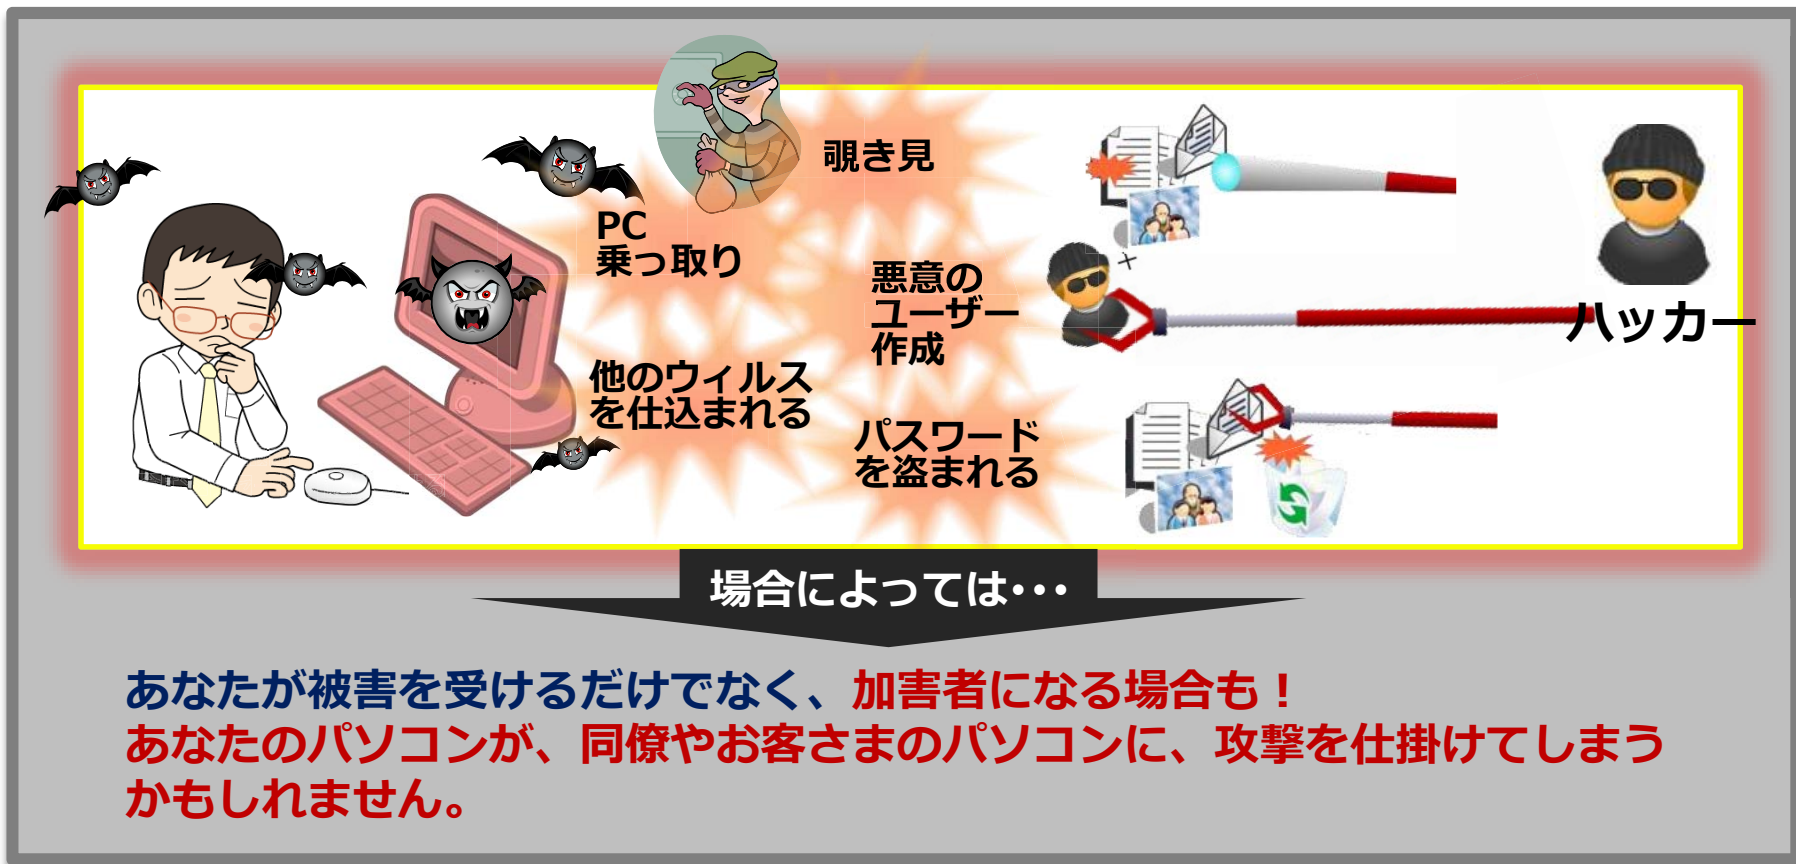 覗き見
PC
乗っ取り
悪意の
ユーザー
作成
ハッカー
他のウィルス
を仕込まれる
パスワード
を盗まれる
場合によっては・・・
あなたが被害を受けるだけでなく、加害者になる場合も！
あなたのパソコンが、同僚やお客さまのパソコンに、攻撃を仕掛けてしまう
かもしれません。